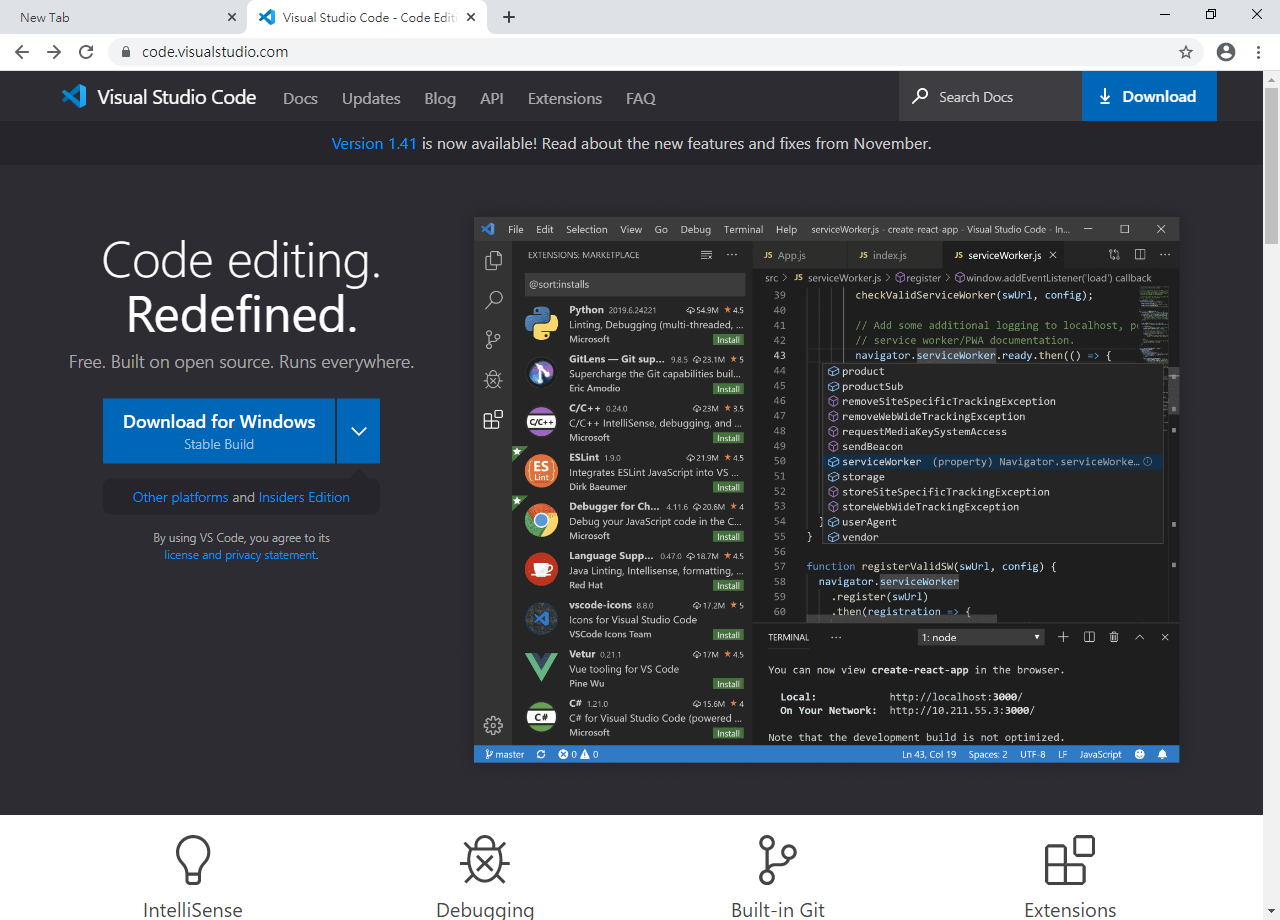 New Tab
Visual Studio Code - Code Edit
code.visualstudio.com
Visual Studio Code
Docs
Updates
Blog
API
Extensions
FAQ
Search Docs
Download
Version 1.41 is now available! Read about the new features and fixes from November.
Code editing.
Redefined.
Free. Built on open source. Runs everywhere.
Download for Windows
Stable Build
Other platforms and Insiders Edition
By using VS Code, you agree to its
license and privacy statement.
File Edit Selection View Go Debug Terminal Help serviceWorker.js - create-react-app - Visual Studio Code - In...
EXTENSIONS: MARKETPLACE
@sort:installs
Python 2019.6.24221 54.9M 4.5
Linting, Debugging (multi-threaded, ...
Microsoft Install
GitLens — Git sup... 9.8.5 23.1M 5
Supercharge the Git capabilities buil...
Eric Amodio Install
C/C++
C/C++ 0.24.0 23M 3.5
C/C++ IntelliSense, debugging, and ...
Microsoft Install
ES
Lint
ESLint 1.9.0 21.9M 4.5
Integrates ESLint JavaScript into VS ...
Dirk Baeumer Install
Debugger for Ch... 4.11.6 20.6M 4
Debug your JavaScript code in the C...
Microsoft Install
Language Supp... 0.47.0 18.7M 4.5
Java Linting, Intellisense, formatting, ...
Red Hat Install
vscode-icons 8.8.0 17.2M 5
Icons for Visual Studio Code
VSCode Icons Team Install
Vetur 0.21.1 17M 4.5
Vue tooling for VS Code
Pine Wu Install
C#
C# 1.21.0 15.6M 4
C# for Visual Studio Code (powered ...
Microsoft Install
JS App.js JS index.js JS serviceWorker.js
src > JS serviceWorker.js > register > window.addEventListener('load') callback
39 checkValidServiceWorker(swUrl, config);
40
41 // Add some additional logging to localhost, p
42 // service worker/PWA documentation.
43 navigator.serviceWorker.ready.then(() => {
44 product
45 productSub
46 removeSiteSpecificTrackingException
47 removeWebWideTrackingException
48 requestMediaKeySystemAccess
49 sendBeacon
50 serviceWorker (property) Navigator.serviceWorke...
51 storage
52 storeSiteSpecificTrackingException
53 storeWebWideTrackingException
54 } userAgent
55 } vendor
56
57 function registerValidSW(swUrl, config) {
58 navigator.serviceWorker
59 .register(swUrl)
60 .then(registration => {
TERMINAL ... 1: node
You can now view create-react-app in the browser.
Local: http://localhost:3000/
On Your Network: http://10.211.55.3:3000/
Note that the development build is not optimized.
master 0 0 Ln 43, Col 19 Spaces: 2 UTF-8 LF JavaScript
IntelliSense
Debugging
Built-in Git
Extensions